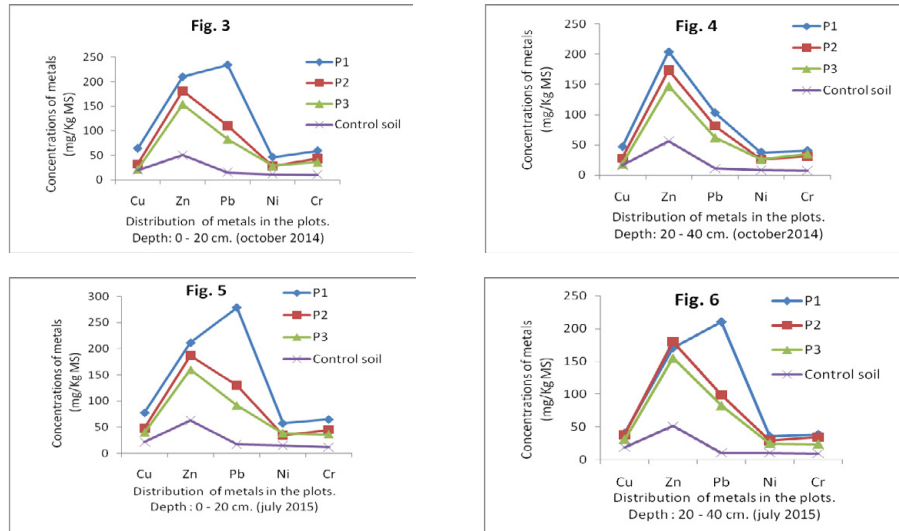 Fig. 3
Concentrations of metals
(mg/Kg MS)
300
250
200
150
100
50
0
P1
P2
P3
Control soil
Cu Zn Pb Ni Cr
Distribution of metals in the plots.
Depth: 0 - 20 cm. (october 2014)
Fig. 4
Concentrations of metals
(mg/Kg MS)
250
200
150
100
50
0
P1
P2
P3
Control soil
Cu Zn Pb Ni Cr
Distribution of metals in the plots.
Depth: 20 - 40 cm. (october2014)
Fig. 5
Concentrations of metals
(mg/Kg MS)
300
250
200
150
100
50
0
P1
P2
P3
Control soil
Cu Zn Pb Ni Cr
Distribution of metals in the plots.
Depth : 0 - 20 cm. (july 2015)
Fig. 6
Concentrations of metals
(mg/Kg MS)
250
200
150
100
50
0
P1
P2
P3
Control soil
Cu Zn Pb Ni Cr
Distribution of metals in the plots.
Depth: 20 - 40 cm. (july 2015)